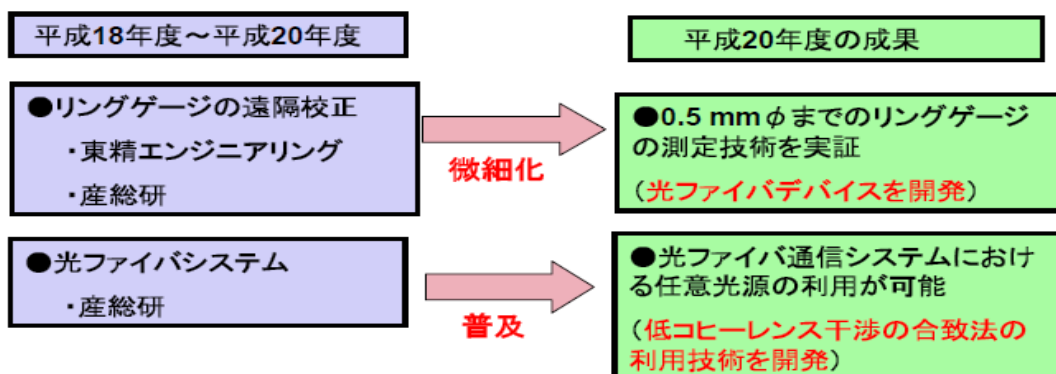 平成18年度～平成20年度
平成20年度の成果
●リングゲージの遠隔校正
・東精エンジニアリング
・産総研
微細化
●0.5 mmφまでのリングゲージ
の測定技術を実証
（光ファイバデバイスを開発）
●光ファイバシステム
・産総研
普及
●光ファイバ通信システムにおけ
る任意光源の利用が可能
（低コヒーレンス干渉の合致法の
利用技術を開発）